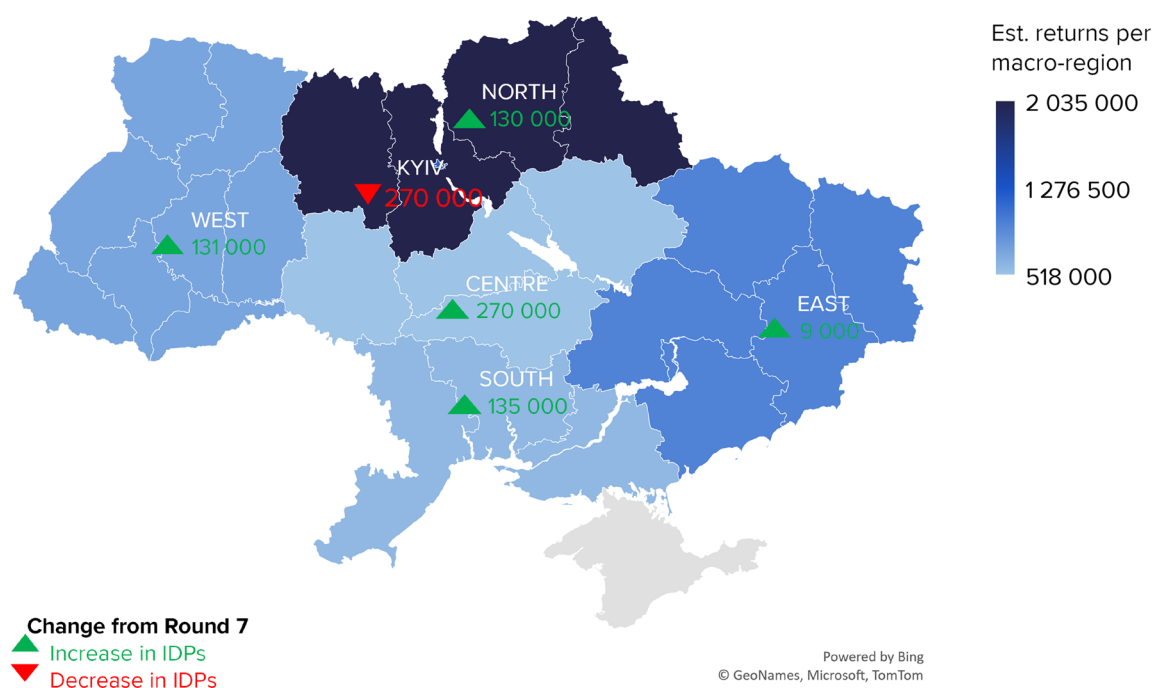 Est. returns per
macro-region
2 035 000
1 276 500
518 000
NORTH
130 000
KYIV
270 000
WEST
131 000
CENTRE
270 000
EAST
9 000
SOUTH
135 000
Change from Round 7
Increase in IDPs
Decrease in IDPs
Powered by Bing
© GeoNames, Microsoft, TomTom